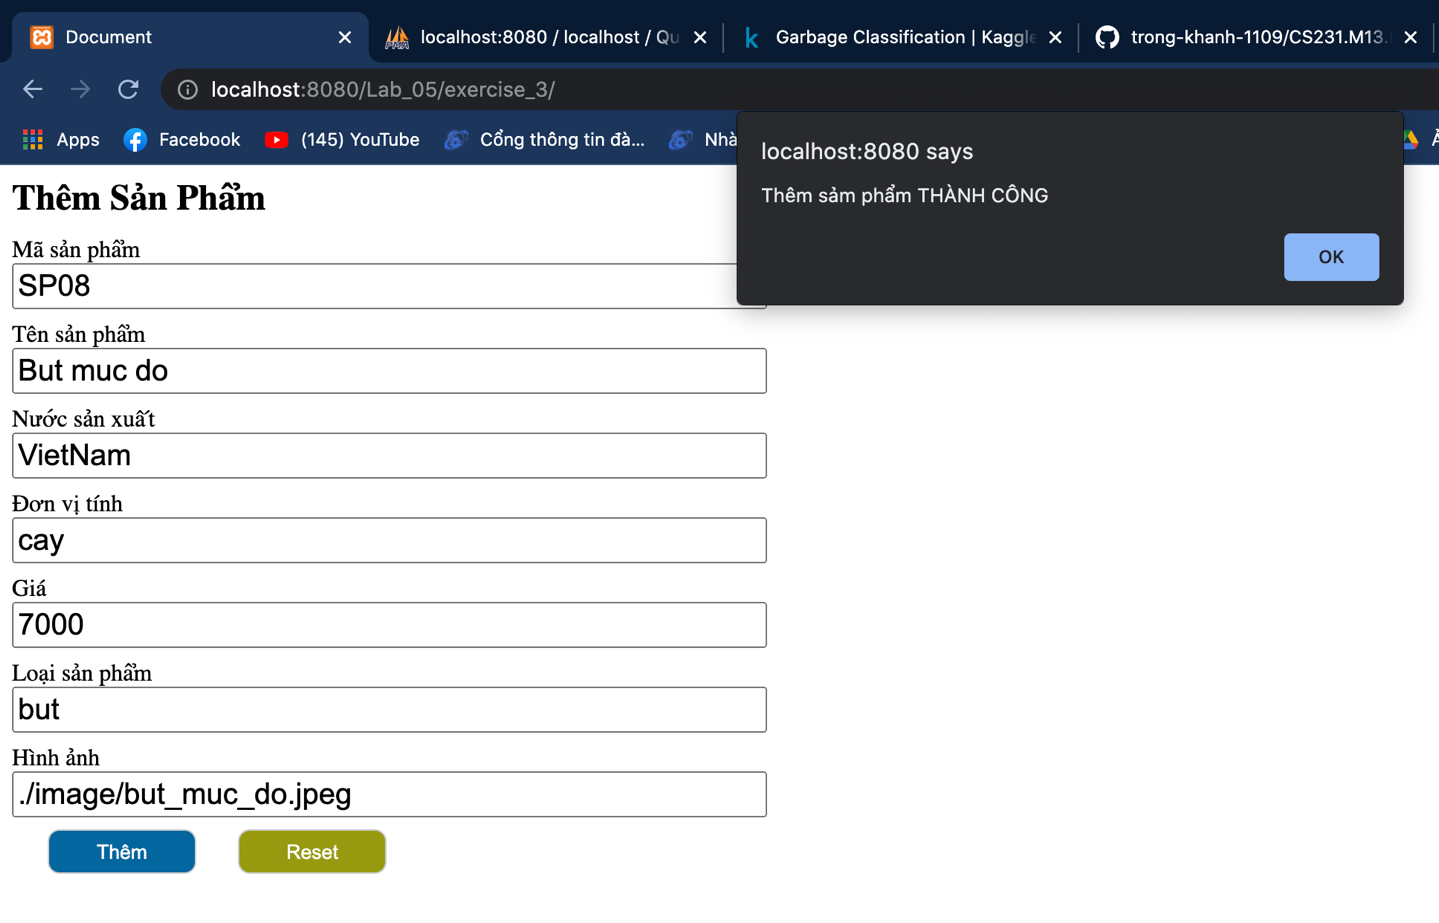 Document
localhost:8080 / localhost / Qu
Garbage Classification | Kaggle
trong-khanh-1109/CS231.M13.
localhost:8080/Lab_05/exercise_3/
Apps
Facebook
(145) YouTube
Cổng thông tin đà...
Nhà
localhost:8080 says
Thêm sảm phẩm THÀNH CÔNG
OK
Thêm Sản Phẩm
Mã sản phẩm
SP08
Tên sản phẩm
But muc do
Nước sản xuất
VietNam
Đơn vị tính
cay
Giá
7000
Loại sản phẩm
but
Hình ảnh
./image/but_muc_do.jpeg
Thêm
Reset